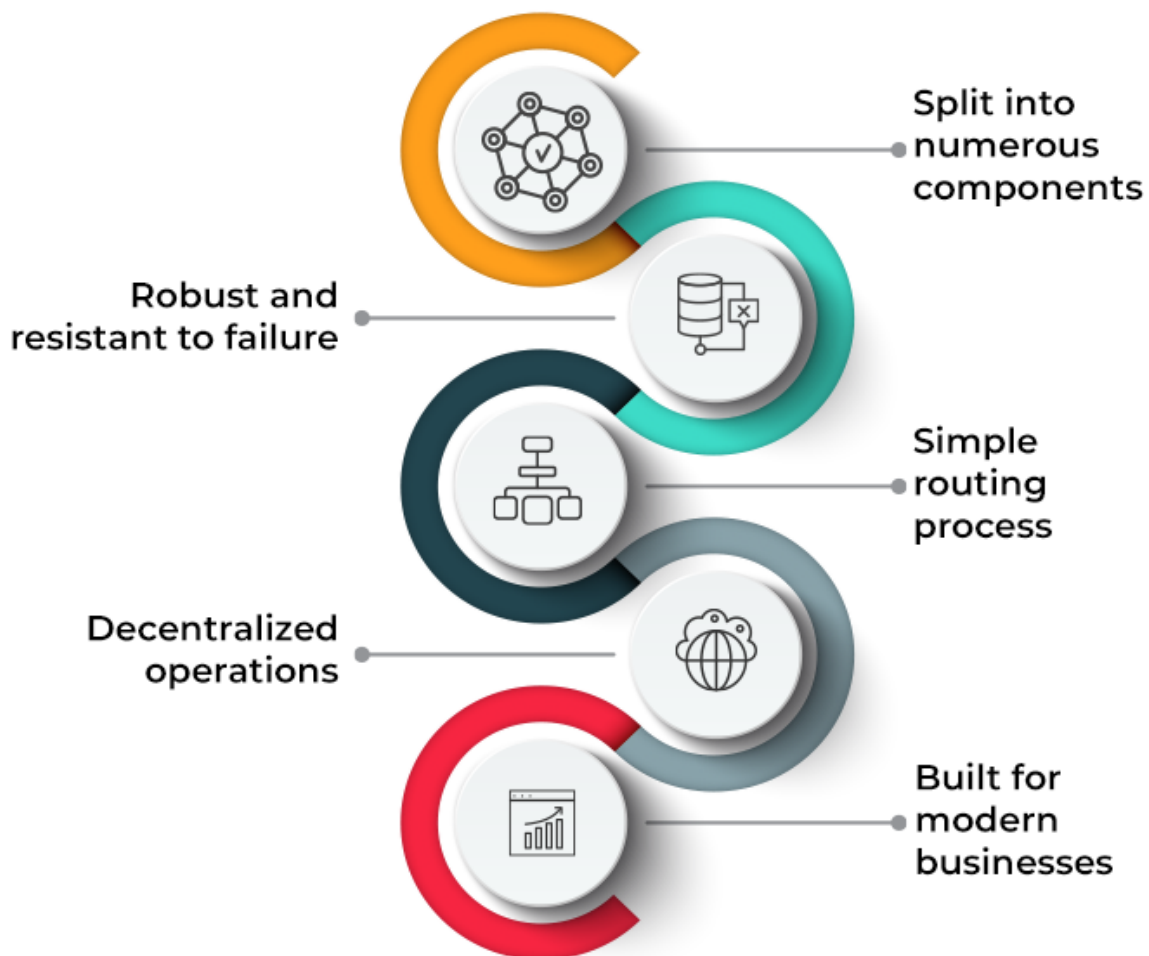 Split into
numerous
components
Robust and
resistant to failure
Simple
routing
process
Decentralized
operations
Built for
modern
businesses